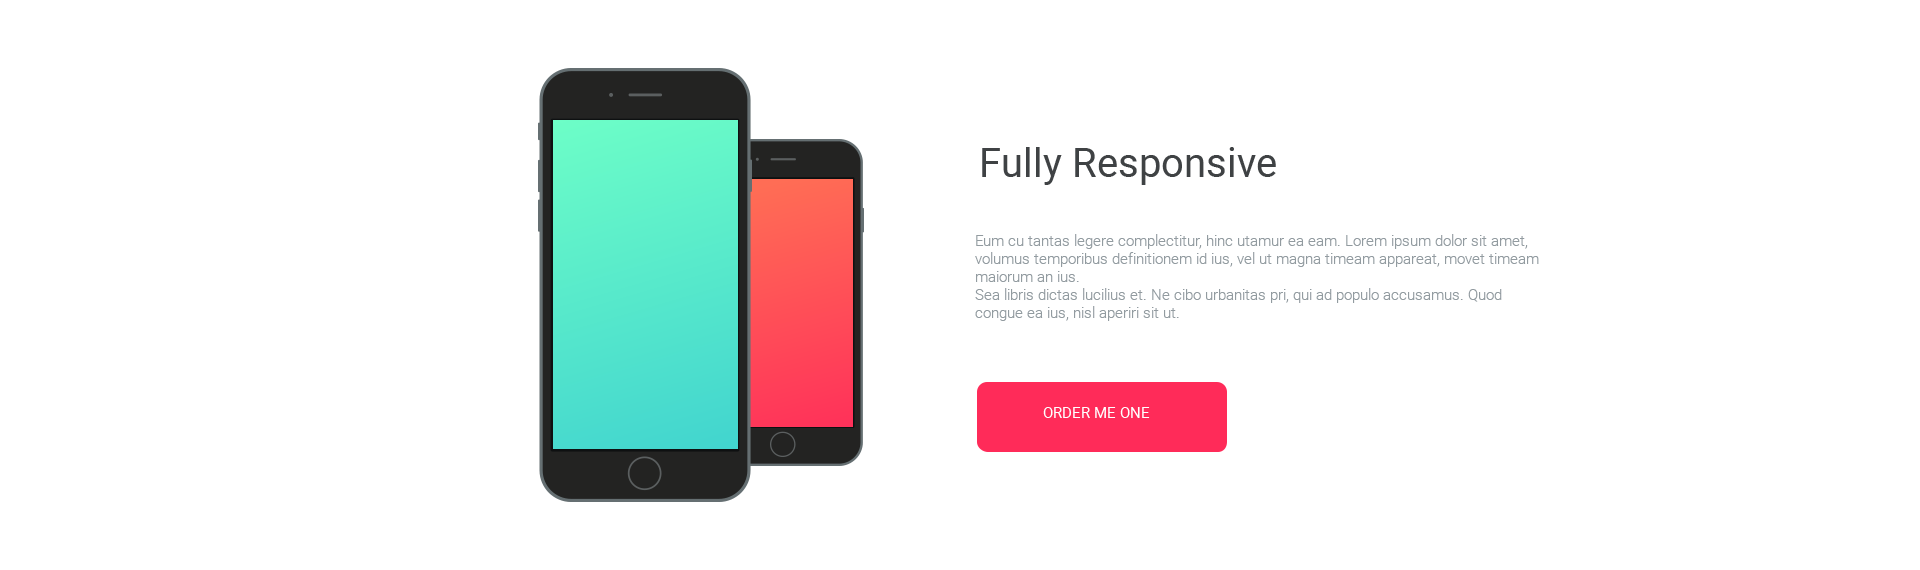 Fully Responsive
Eum cu tantas legere complectitur, hinc utamur ea eam. Lorem ipsum dolor sit amet,
volumus temporibus definitionem id ius, vel ut magna timeam appareat, movet timeam
maiorum an ius.
Sea libris dictas lucilius et. Ne cibo urbanitas pri, qui ad populo accusamus. Quod
congue ea ius, nisl aperiri sit ut.
ORDER ME ONE